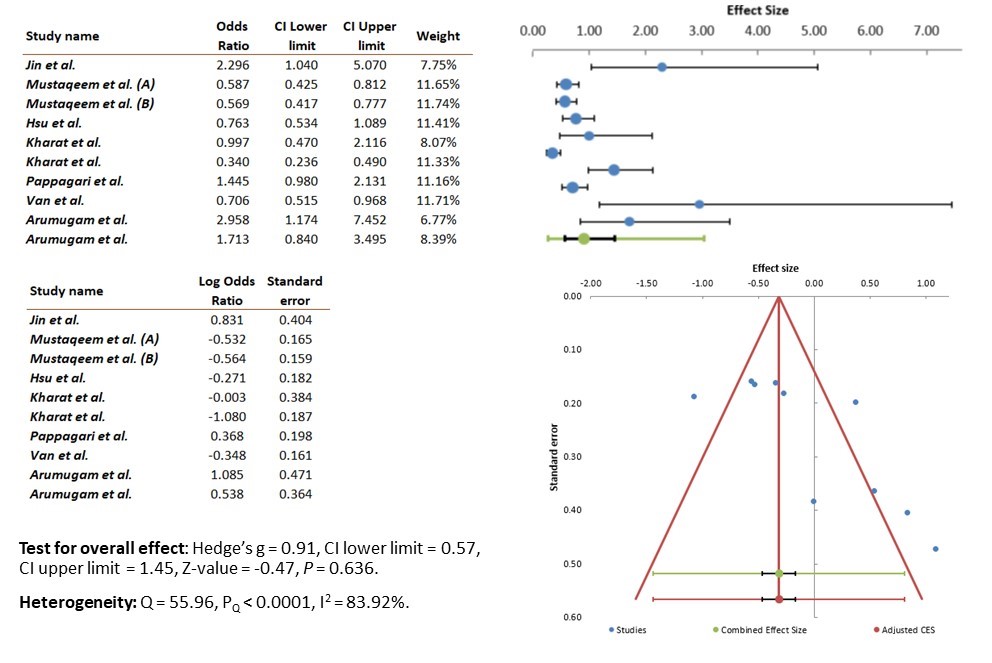 Study name Odds Ratio CI Lower limit CI Upper limit Weight
Jin et al. 2.296 1.040 5.070 7.75%
Mustaqeem et al. (A) 0.587 0.425 0.812 11.65%
Mustaqeem et al. (B) 0.569 0.417 0.777 11.74%
Hsu et al. 0.763 0.534 1.089 11.41%
Kharat et al. 0.997 0.470 2.116 8.07%
Kharat et al. 0.340 0.236 0.490 11.33%
Pappagari et al. 1.445 0.980 2.131 11.16%
Van et al. 0.706 0.515 0.968 11.71%
Arumugam et al. 2.958 1.174 7.452 6.77%
Arumugam et al. 1.713 0.840 3.495 8.39%
Effect Size
0.00 1.00 2.00 3.00 4.00 5.00 6.00 7.00
Study name Log Odds Ratio Standard error
Jin et al. 0.831 0.404
Mustaqeem et al. (A) -0.532 0.165
Mustaqeem et al. (B) -0.564 0.159
Hsu et al. -0.271 0.182
Kharat et al. -0.003 0.384
Kharat et al. -1.080 0.187
Pappagari et al. 0.368 0.198
Van et al. -0.348 0.161
Arumugam et al. 1.085 0.471
Arumugam et al. 0.538 0.364
Effect size
-2.00 -1.50 -1.00 -0.50 0.00 0.50 1.00
0.00
0.10
0.20
0.30
0.40
0.50
0.60
Standard error
Studies Combined Effect Size Adjusted CES
Test for overall effect: Hedge's g = 0.91, CI lower limit = 0.57,
CI upper limit = 1.45, Z-value = -0.47, P = 0.636.
Heterogeneity: Q = 55.96, PQ < 0.0001, I² = 83.92%.